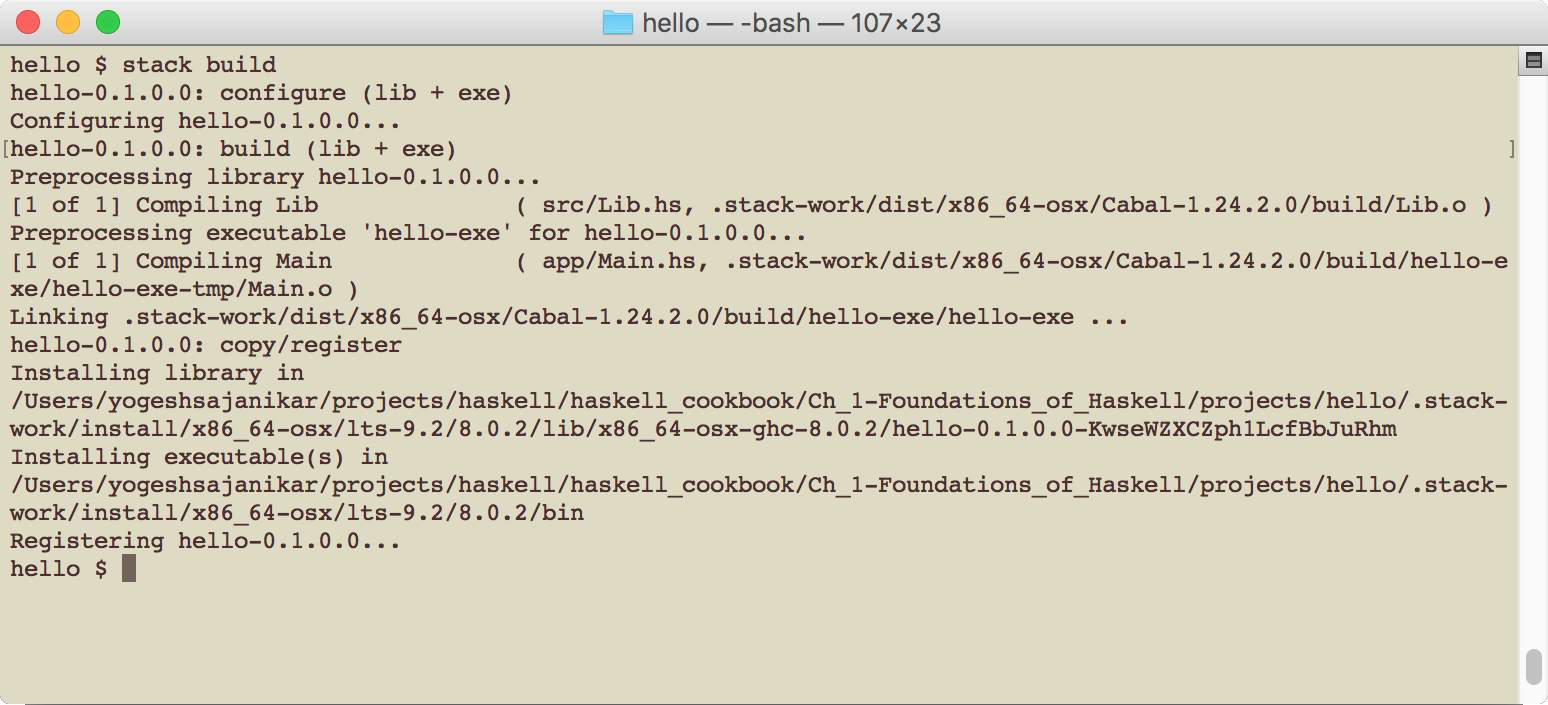 hello — -bash — 107×23
hello $ stack build
hello-0.1.0.0: configure (lib + exe)
Configuring hello-0.1.0.0...
[hello-0.1.0.0: build (lib + exe) ]
Preprocessing library hello-0.1.0.0...
[1 of 1] Compiling Lib              ( src/Lib.hs, .stack-work/dist/x86_64-osx/Cabal-1.24.2.0/build/Lib.o )
Preprocessing executable 'hello-exe' for hello-0.1.0.0...
[1 of 1] Compiling Main             ( app/Main.hs, .stack-work/dist/x86_64-osx/Cabal-1.24.2.0/build/hello-e
xe/hello-exe-tmp/Main.o )
Linking .stack-work/dist/x86_64-osx/Cabal-1.24.2.0/build/hello-exe/hello-exe ...
hello-0.1.0.0: copy/register
Installing library in
/Users/yogeshsajanikar/projects/haskell/haskell_cookbook/Ch_1-Foundations_of_Haskell/projects/hello/.stack-
work/install/x86_64-osx/lts-9.2/8.0.2/lib/x86_64-osx-ghc-8.0.2/hello-0.1.0.0-KwseWZXCZph1LcfBbJuRhm
Installing executable(s) in
/Users/yogeshsajanikar/projects/haskell/haskell_cookbook/Ch_1-Foundations_of_Haskell/projects/hello/.stack-
work/install/x86_64-osx/lts-9.2/8.0.2/bin
Registering hello-0.1.0.0...
hello $